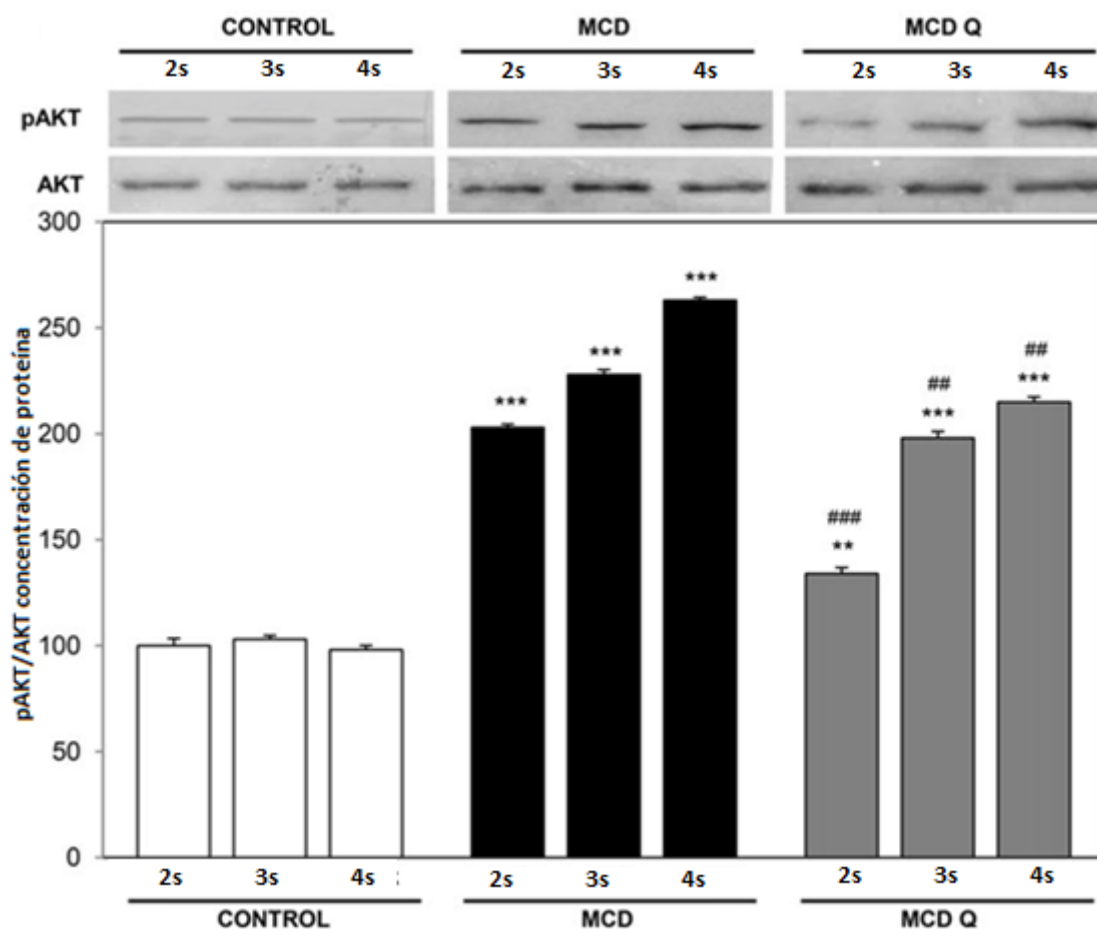 CONTROL MCD MCD Q
2s 3s 4s 2s 3s 4s 2s 3s 4s
pAKT
AKT
pAKT/AKT concentración de proteína
300
250
200
150
100
50
0
***
***
***
##
***
##
***
###
**
2s 3s 4s 2s 3s 4s 2s 3s 4s
CONTROL MCD MCD Q